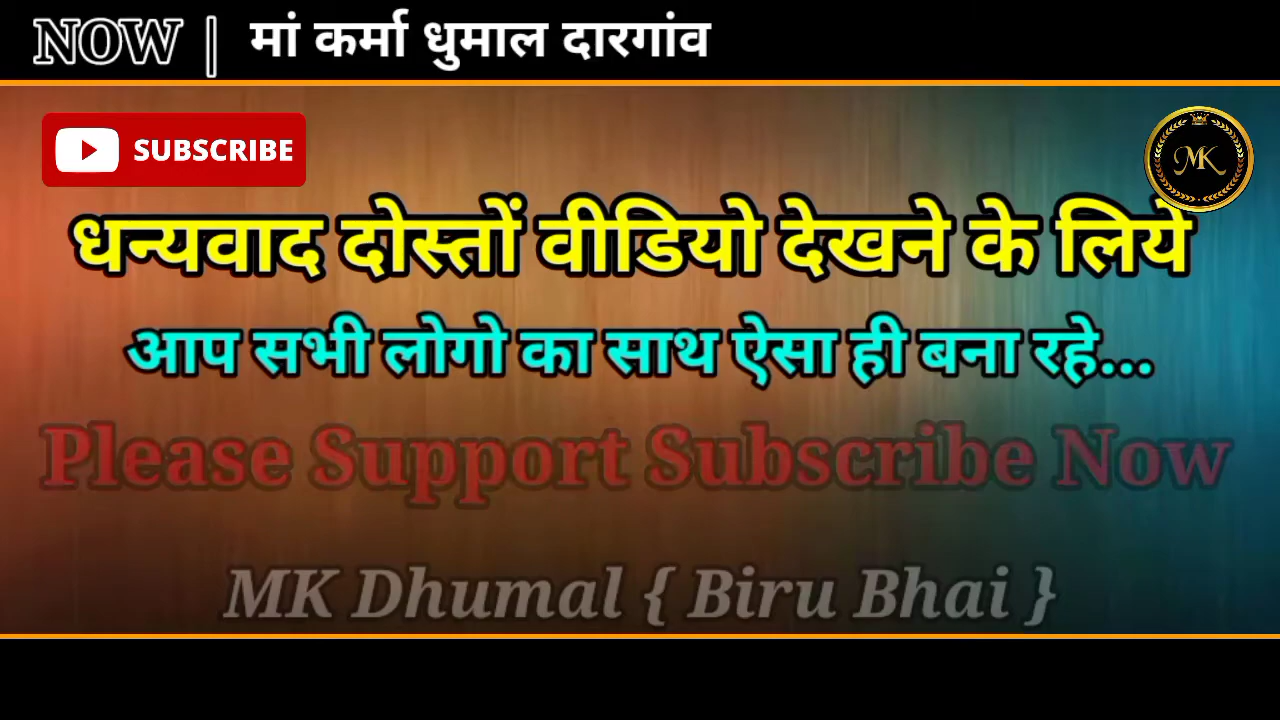 NOW | मां कर्मा धुमाल दारगांव
SUBSCRIBE
MK
धन्यवाद दोस्तों वीडियो देखने के लिये
आप सभी लोगो का साथ ऐसा ही बना रहे...
Please Support Subscribe Now
MK Dhumal { Biru Bhai }